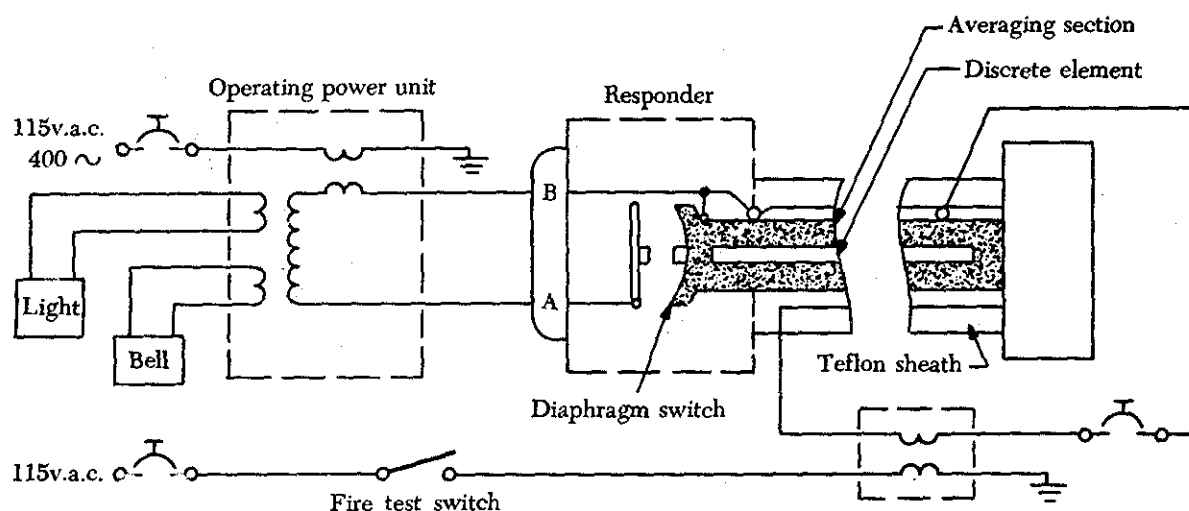 Averaging section
Discrete element
Operating power unit
Responder
115v.a.c.
400 ~
B
A
Light
Bell
Teflon sheath
Diaphragm switch
115v.a.c.
Fire test switch